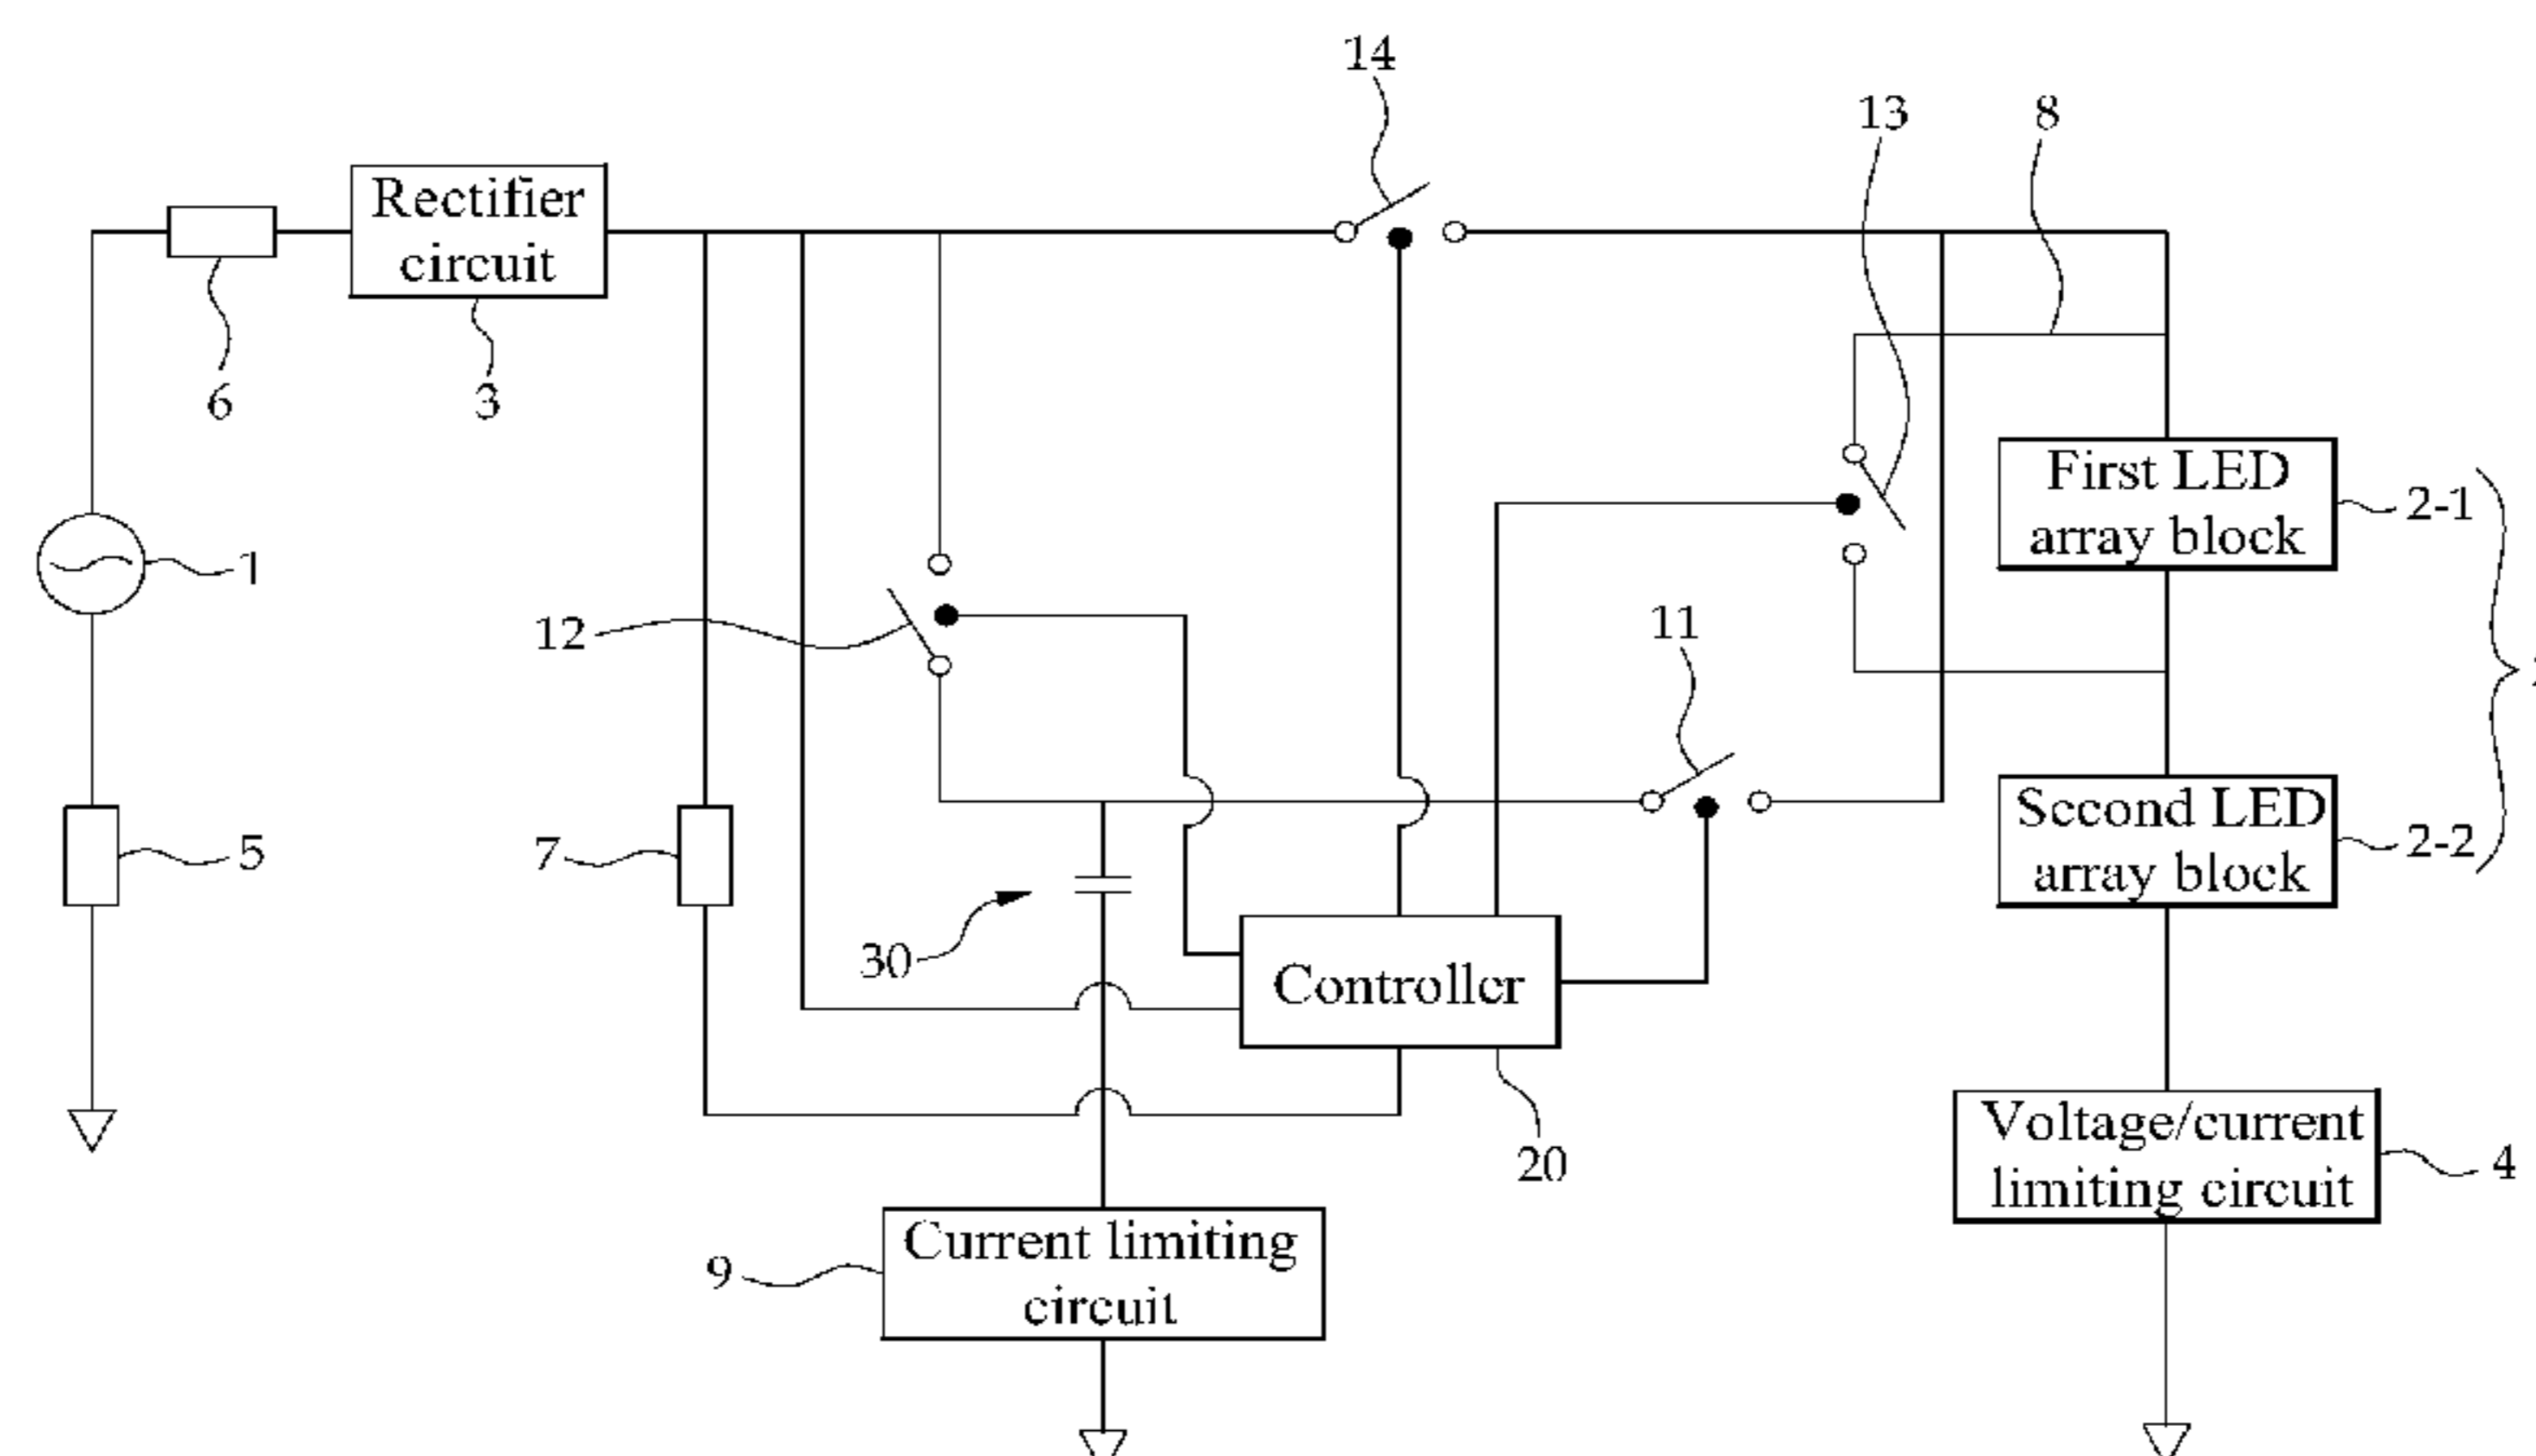 14
13
8
Rectifier
circuit
6
3
First LED
array block
2-1
1
12
11
Second LED
array block
2-2
5
7
30
Controller
20
Voltage/current
limiting circuit
4
Current limiting
circuit
9